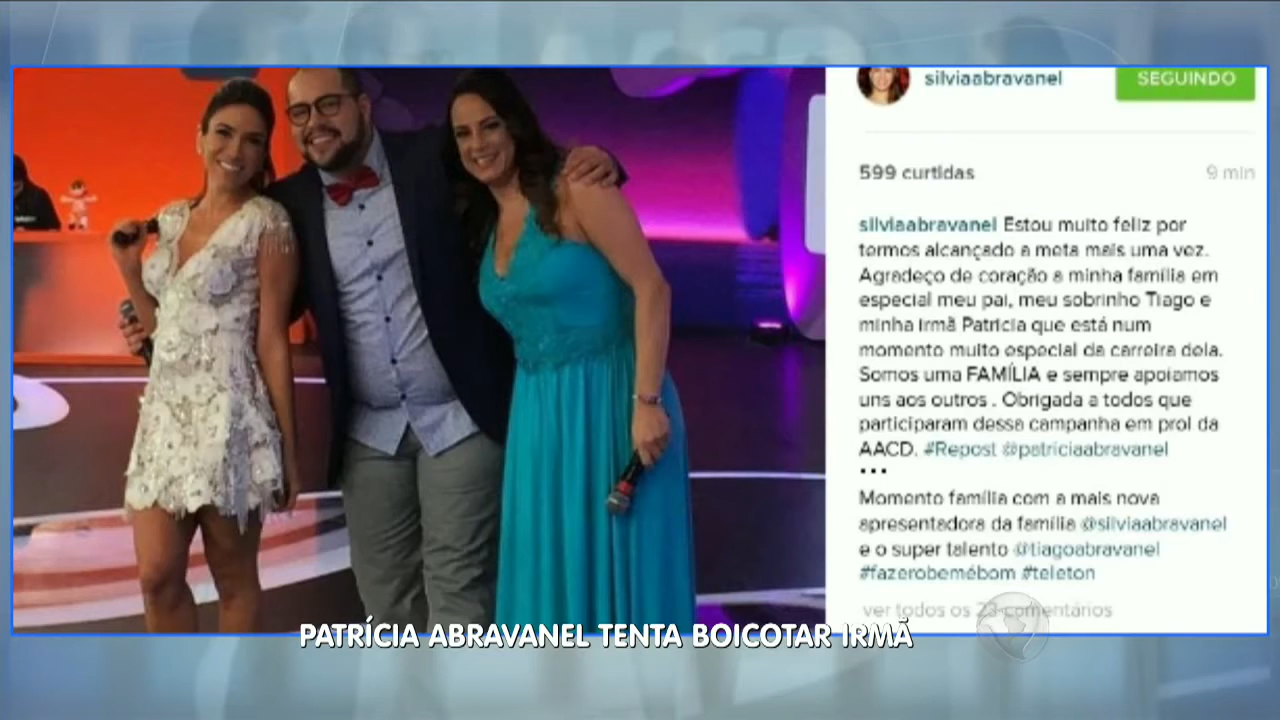 silviaabravanel
SEGUINDO
599 curtidas
9 min
silviaabravanel Estou muito feliz por
termos alcançado a meta mais uma vez.
Agradeço de coração a minha família em
especial meu pai, meu sobrinho Tiago e
minha irmã Patricia que está num
momento muito especial da carreira dela.
Somos uma FAMÍLIA e sempre apoiamos
uns aos outros . Obrigada a todos que
participaram dessa campanha em prol da
AACD. #Repost @patriciaabravanel
•••
Momento família com a mais nova
apresentadora da família @silviaabravanel
e o super talento @tiagoabravanel
#fazerobemébom #teleton
ver todos os 23 comentários
PATRÍCIA ABRAVANEL TENTA BOICOTAR IRMÃ